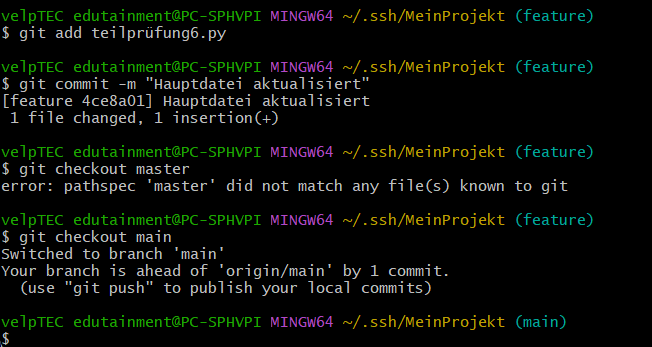 velpTEC edutainment@PC-SPHVPI MINGW64 ~/.ssh/MeinProjekt (feature)
$ git add teilprüfung6.py
velpTEC edutainment@PC-SPHVPI MINGW64 ~/.ssh/MeinProjekt (feature)
$ git commit -m "Hauptdatei aktualisiert"
[feature 4ce8a01] Hauptdatei aktualisiert
1 file changed, 1 insertion(+)
velpTEC edutainment@PC-SPHVPI MINGW64 ~/.ssh/MeinProjekt (feature)
$ git checkout master
error: pathspec 'master' did not match any file(s) known to git
velpTEC edutainment@PC-SPHVPI MINGW64 ~/.ssh/MeinProjekt (feature)
$ git checkout main
Switched to branch 'main'
Your branch is ahead of 'origin/main' by 1 commit.
(use "git push" to publish your local commits)
velpTEC edutainment@PC-SPHVPI MINGW64 ~/.ssh/MeinProjekt (main)
$